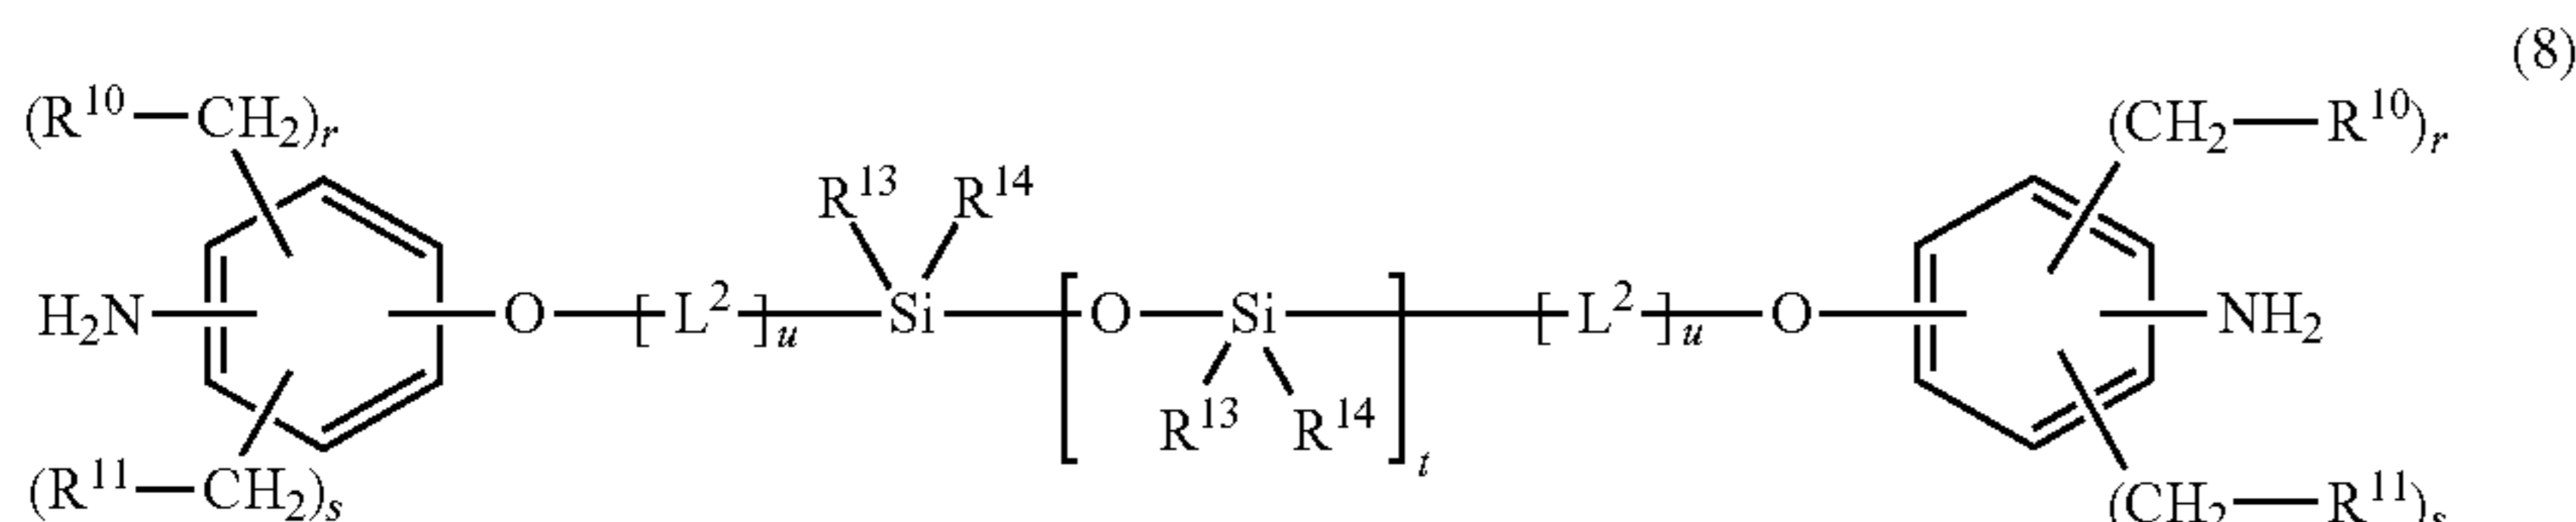 (8)
(R¹⁰—CH₂)ᵣ (CH₂—R¹⁰)ᵣ
R¹³ R¹⁴
H₂N—O—[L²]ᵤ—Si—[O—Si]ₜ—[L²]ᵤ—O—NH₂
R¹³ R¹⁴
(R¹¹—CH₂)ₛ (CH₂—R¹¹)ₛ